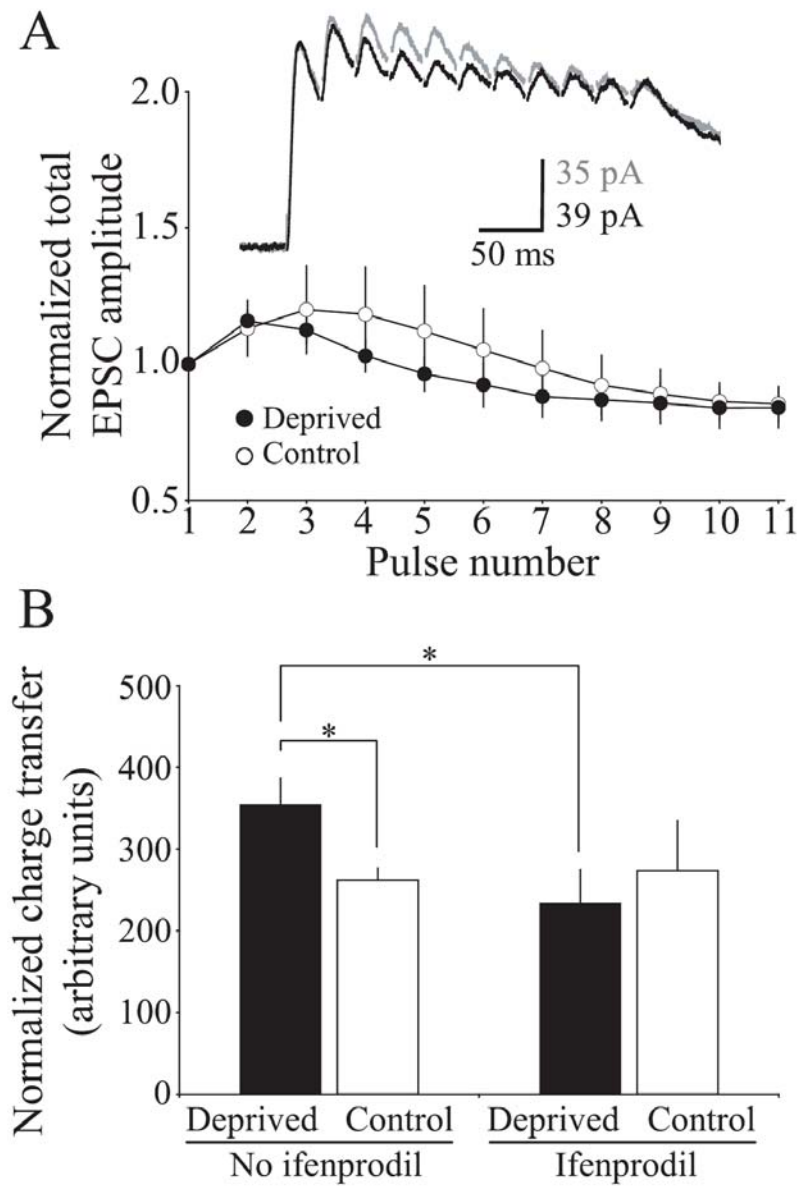 A
Normalized total
EPSC amplitude
2.0
1.5
1.0
0.5
35 pA
39 pA
50 ms
Deprived
Control
1 2 3 4 5 6 7 8 9 10 11
Pulse number
B
Normalized charge transfer
(arbitrary units)
500
400
300
200
100
0
*
*
Deprived Control Deprived Control
No ifenprodil Ifenprodil